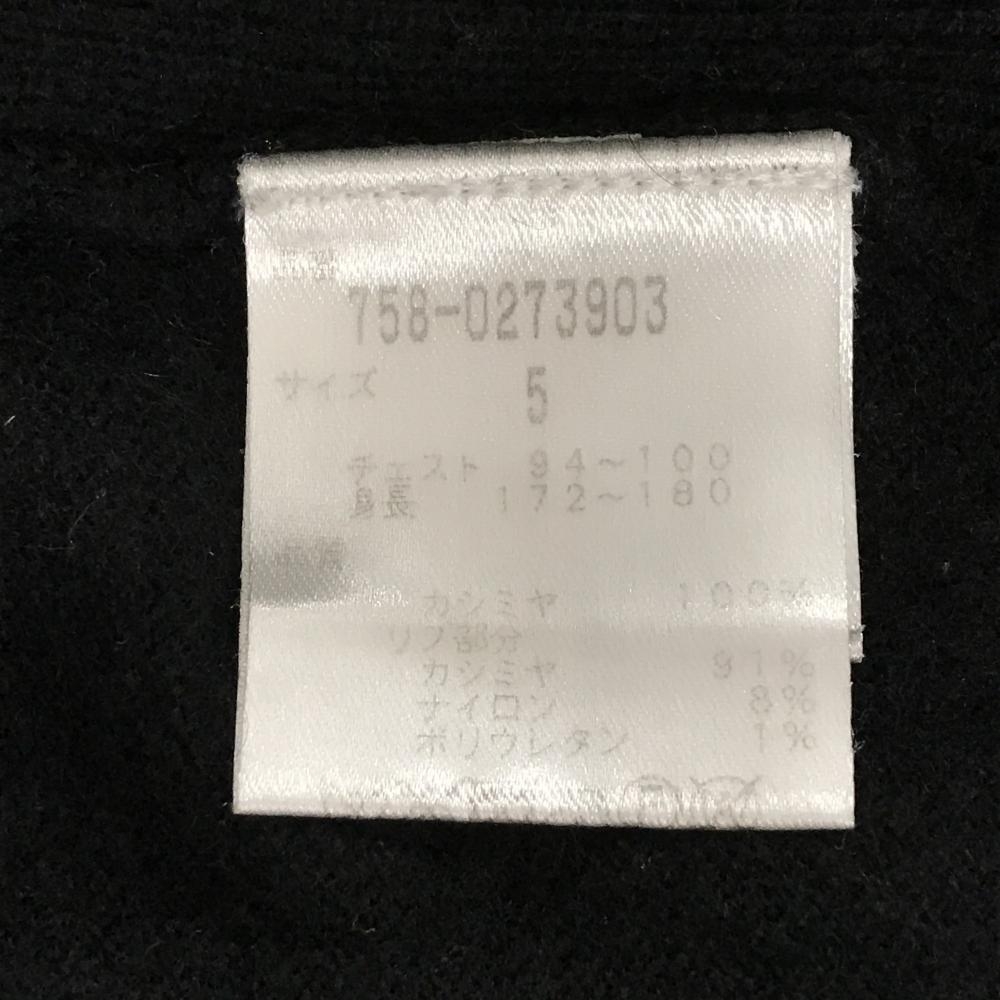 品番
758-0273903
サイズ 5
チェスト 94~100
身長 172~180
カシミヤ 100%
リブ部分
カシミヤ 91%
ナイロン 8%
ポリウレタン 1%